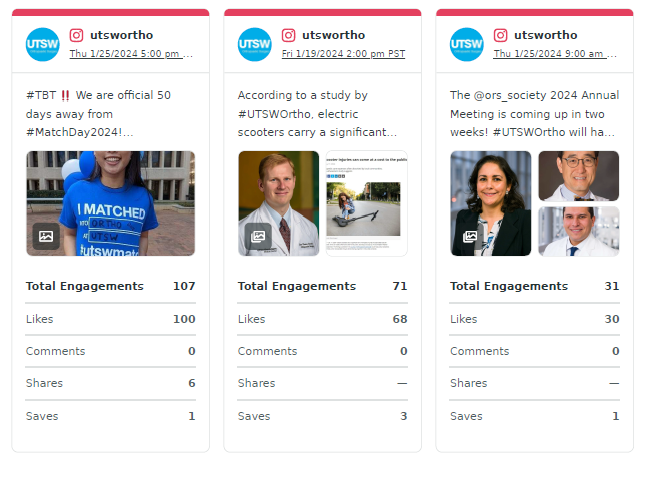 UTSW
utswortho
Thu 1/25/2024 5:00 pm ...
#TBT ‼️ We are official 50
days away from
#MatchDay2024!...
I MATCHED
INTO ORTHO
AT UTSW
#utswmatc
Total Engagements 107
Likes 100
Comments 0
Shares 6
Saves 1
UTSW
utswortho
Fri 1/19/2024 2:00 pm PST
According to a study by
#UTSWOrtho, electric
scooters carry a significant...
ooter injuries can come at a cost to the public
Total Engagements 71
Likes 68
Comments 0
Shares —
Saves 3
UTSW
utswortho
Thu 1/25/2024 9:00 am ...
The @ors_society 2024 Annual
Meeting is coming up in two
weeks! #UTSWOrtho will ha...
Total Engagements 31
Likes 30
Comments 0
Shares —
Saves 1